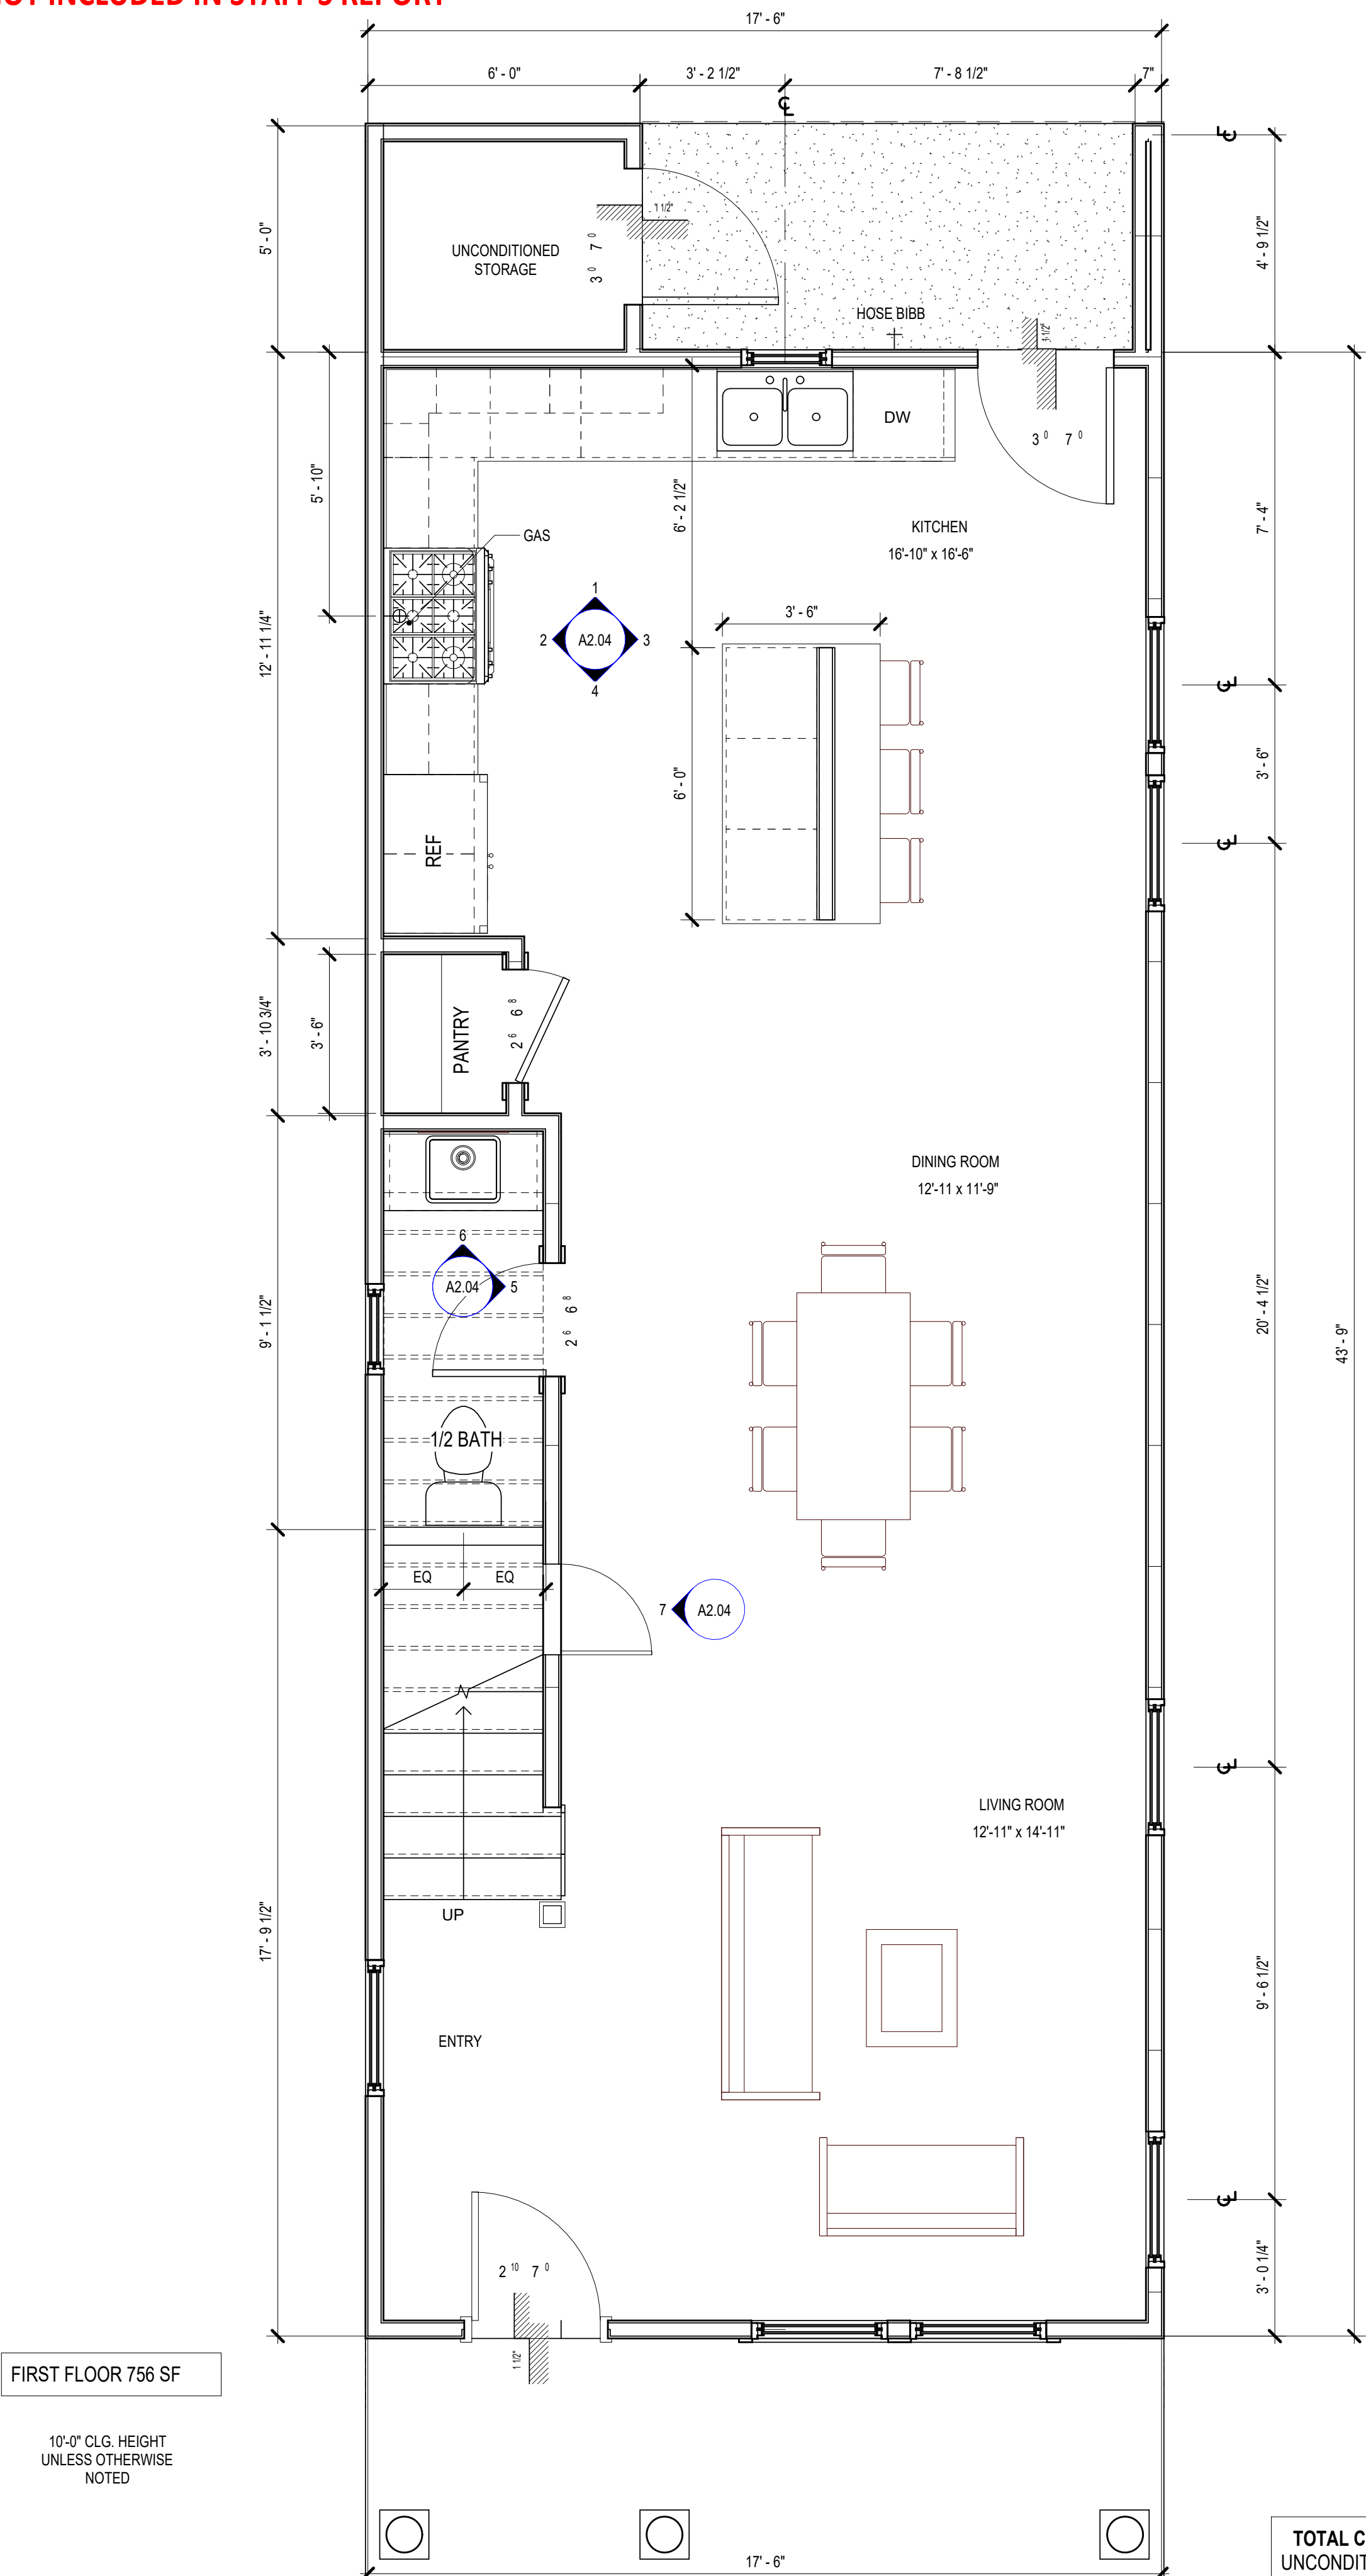 NOT INCLUDED IN STAFF'S REPORT
17' - 6"
6' - 0"
3' - 2 1/2"
7' - 8 1/2"
7"
5' - 0"
UNCONDITIONED
STORAGE
3 0 7 0
1 1/2"
HOSE BIBB
1 1/2"
4' - 9 1/2"
DW
3 0 7 0
5' - 10"
6' - 2 1/2"
KITCHEN
16'-10" x 16'-6"
7' - 4"
GAS
12' - 11 1/4"
1
2
A2.04
3
4
3' - 6"
3' - 6"
6' - 0"
REF
3' - 10 3/4"
3' - 6"
PANTRY
2 6 6 8
DINING ROOM
12'-11 x 11'-9"
6
A2.04
5
2 6 6 8
9' - 1 1/2"
20' - 4 1/2"
43' - 9"
1/2 BATH
EQ
EQ
7
A2.04
LIVING ROOM
12'-11" x 14'-11"
UP
17' - 9 1/2"
9' - 6 1/2"
ENTRY
2 10 7 0
1 1/2"
3' - 0 1/4"
FIRST FLOOR 756 SF
10'-0" CLG. HEIGHT
UNLESS OTHERWISE
NOTED
17' - 6"
TOTAL C
UNCONDIT